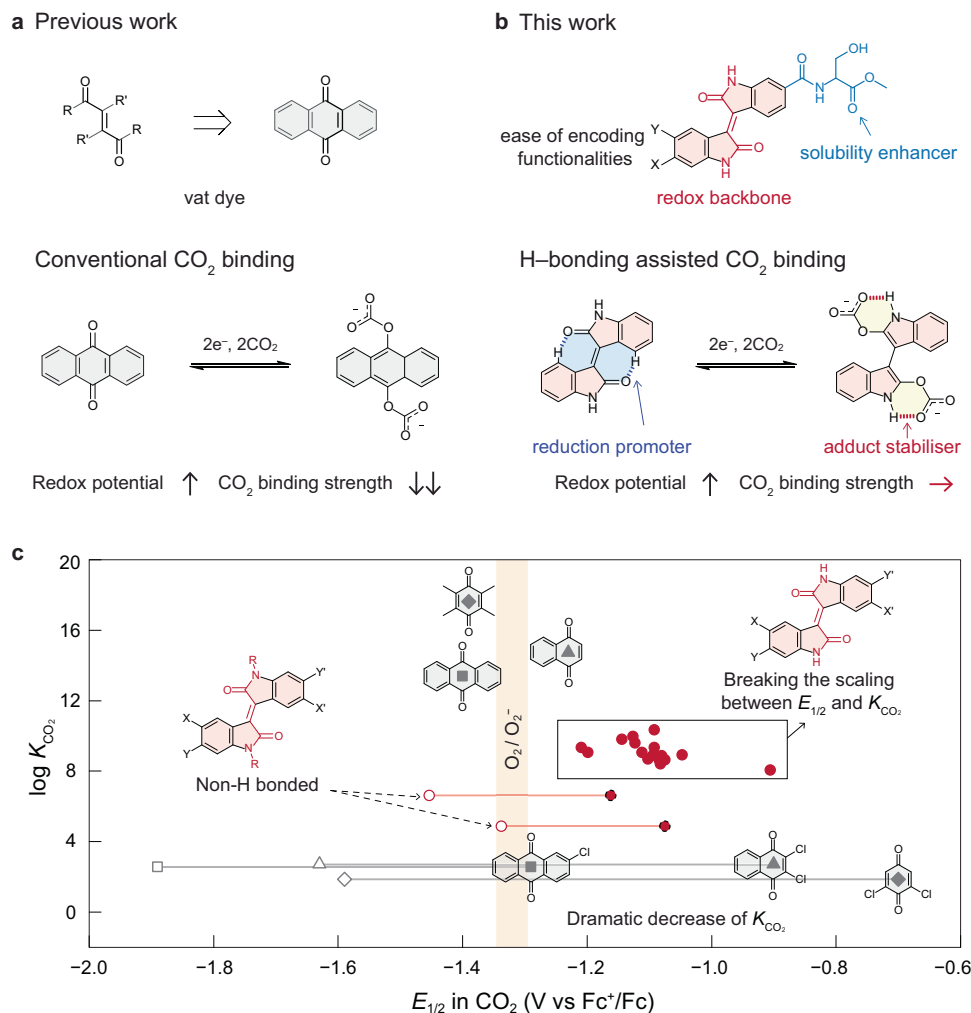 a Previous work
O
R R'
R' R
O
O
O
vat dye
Conventional CO₂ binding
O
O
2e⁻, 2CO₂
O
⁻ O
O
O
O ⁻
O
Redox potential ↑ CO₂ binding strength ↓↓
b This work
OH
H
N
O
O
N
H
O
O
Y
X
O
N
H
ease of encoding
functionalities
solubility enhancer
redox backbone
H–bonding assisted CO₂ binding
H
N
O
H
H
O
N
H
2e⁻, 2CO₂
O
H
⁻
O
O
N
O
O
N
H
O
⁻
reduction promoter
adduct stabiliser
Redox potential ↑ CO₂ binding strength →
c
log K_CO₂
20
16
12
8
4
0
−2.0 −1.8 −1.6 −1.4 −1.2 −1.0 −0.8 −0.6
E₁/₂ in CO₂ (V vs Fc⁺/Fc)
O
O
O
O
O
O
O₂ / O₂⁻
R
N
O
Y'
X'
X
Y
O
N
R
Non-H bonded
H
N
O
Y'
X'
X
Y
O
N
H
Breaking the scaling
between E₁/₂ and K_CO₂
O
Cl
O
O
Cl
Cl
O
O
Cl
Cl
O
Dramatic decrease of K_CO₂